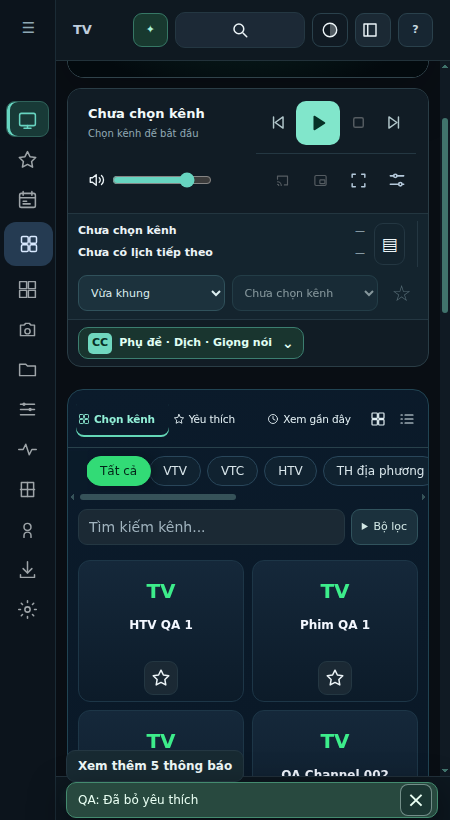 TV
?
Chưa chọn kênh
Chọn kênh để bắt đầu
Chưa chọn kênh —
Chưa có lịch tiếp theo —
Vừa khung
Chưa chọn kênh
CC Phụ đề · Dịch · Giọng nói
Chọn kênh Yêu thích Xem gần đây
Tất cả VTV VTC HTV TH địa phương
Tìm kiếm kênh...
Bộ lọc
TV TV
HTV QA 1 Phim QA 1
TV TV
QA Channel 002
Xem thêm 5 thông báo
QA: Đã bỏ yêu thích